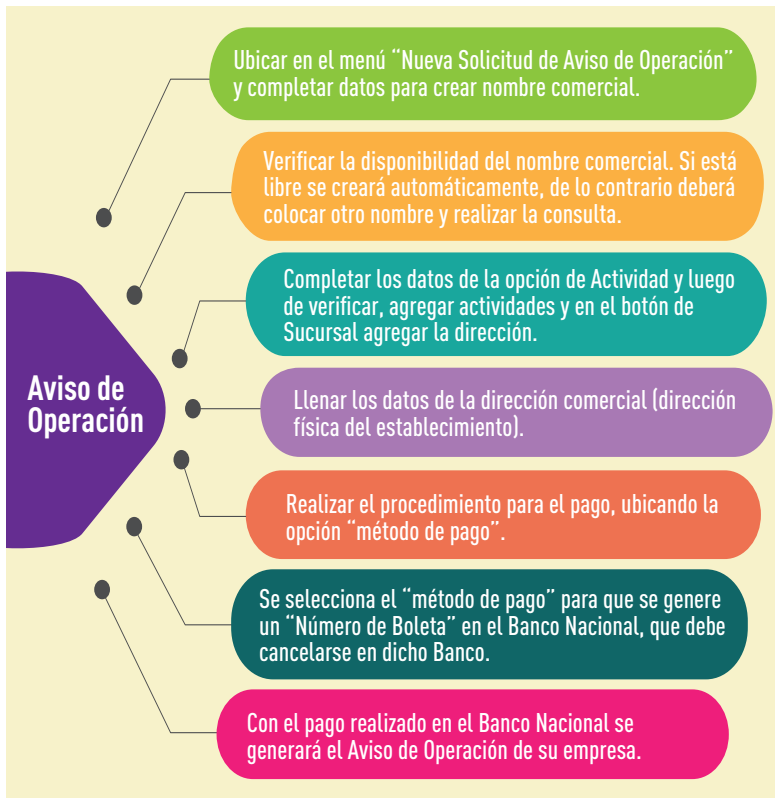 Ubicar en el menú “Nueva Solicitud de Aviso de Operación”
y completar datos para crear nombre comercial.
Verificar la disponibilidad del nombre comercial. Si está
libre se creará automáticamente, de lo contrario deberá
colocar otro nombre y realizar la consulta.
Completar los datos de la opción de Actividad y luego
de verificar, agregar actividades y en el botón de
Sucursal agregar la dirección.
Aviso de
Operación
Llenar los datos de la dirección comercial (dirección
física del establecimiento).
Realizar el procedimiento para el pago, ubicando la
opción “método de pago”.
Se selecciona el “método de pago” para que se genere
un “Número de Boleta” en el Banco Nacional, que debe
cancelarse en dicho Banco.
Con el pago realizado en el Banco Nacional se
generará el Aviso de Operación de su empresa.